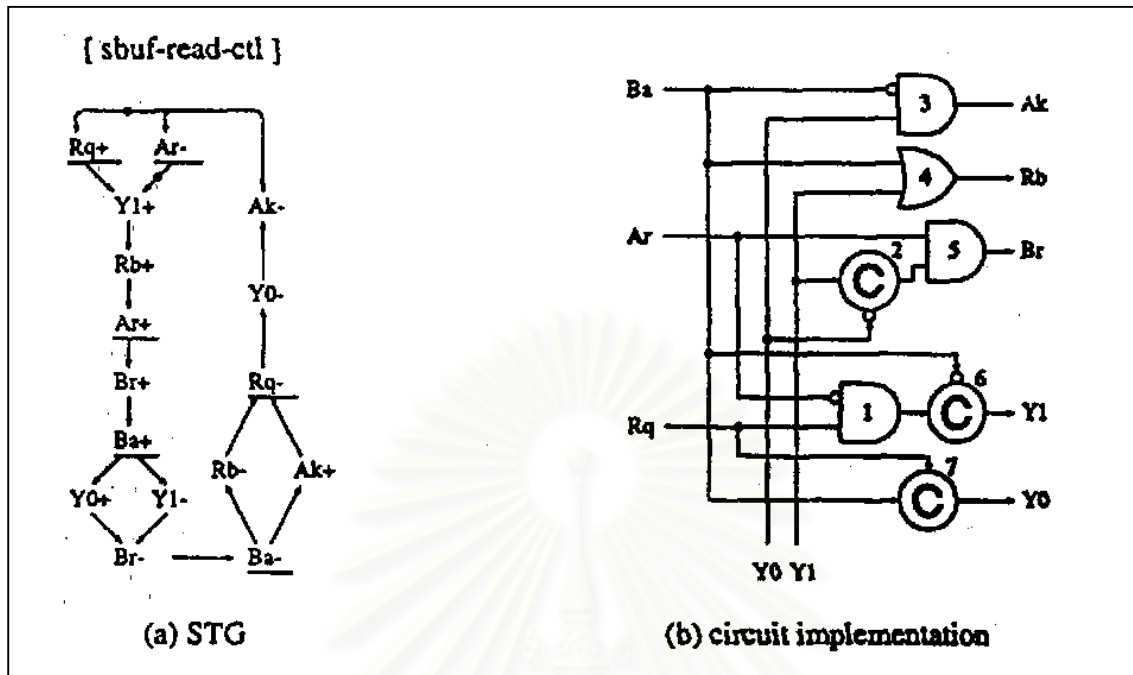 [ sbuf-read-ctl ]
Rq+ Ar-
Y1+ Ak-
Rb+
Y0-
Ar+
Br+ Rq-
Ba+
Rb- Ak+
Y0+ Y1-
Br- Ba-
(a) STG
Ba 3 Ak
4 Rb
Ar 2 5 Br
C
6
Rq 1 C Y1
7
C Y0
Y0 Y1
(b) circuit implementation